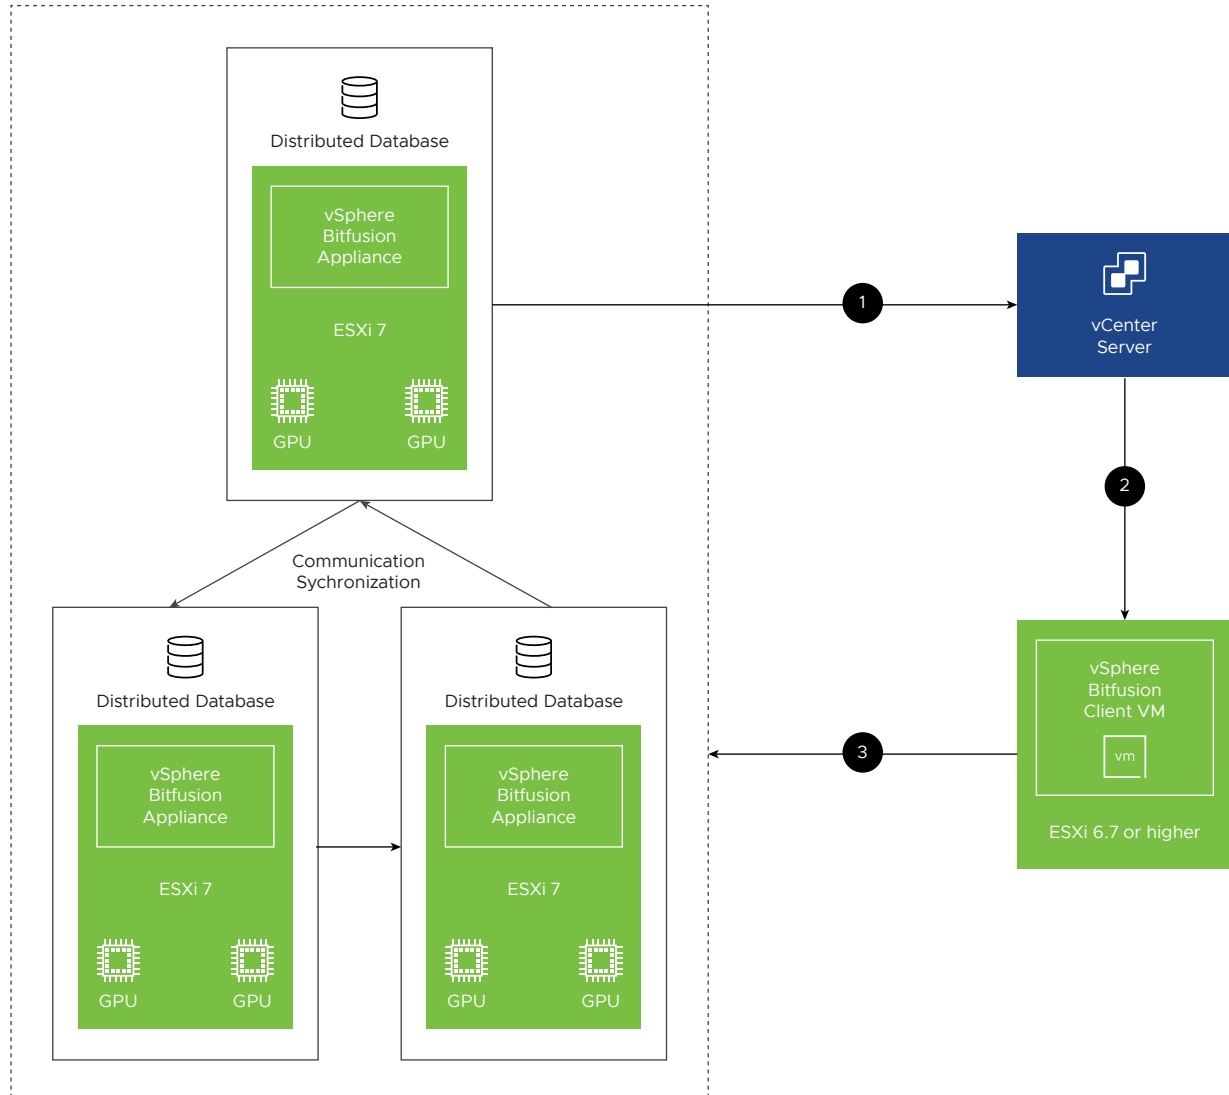 Distributed Database
vSphere
Bitfusion
Appliance
ESXi 7
GPU
GPU
1
vCenter
Server
2
Communication
Sychronization
Distributed Database
vSphere
Bitfusion
Appliance
ESXi 7
GPU
GPU
Distributed Database
vSphere
Bitfusion
Appliance
ESXi 7
GPU
GPU
3
vSphere
Bitfusion
Client VM
vm
ESXi 6.7 or higher